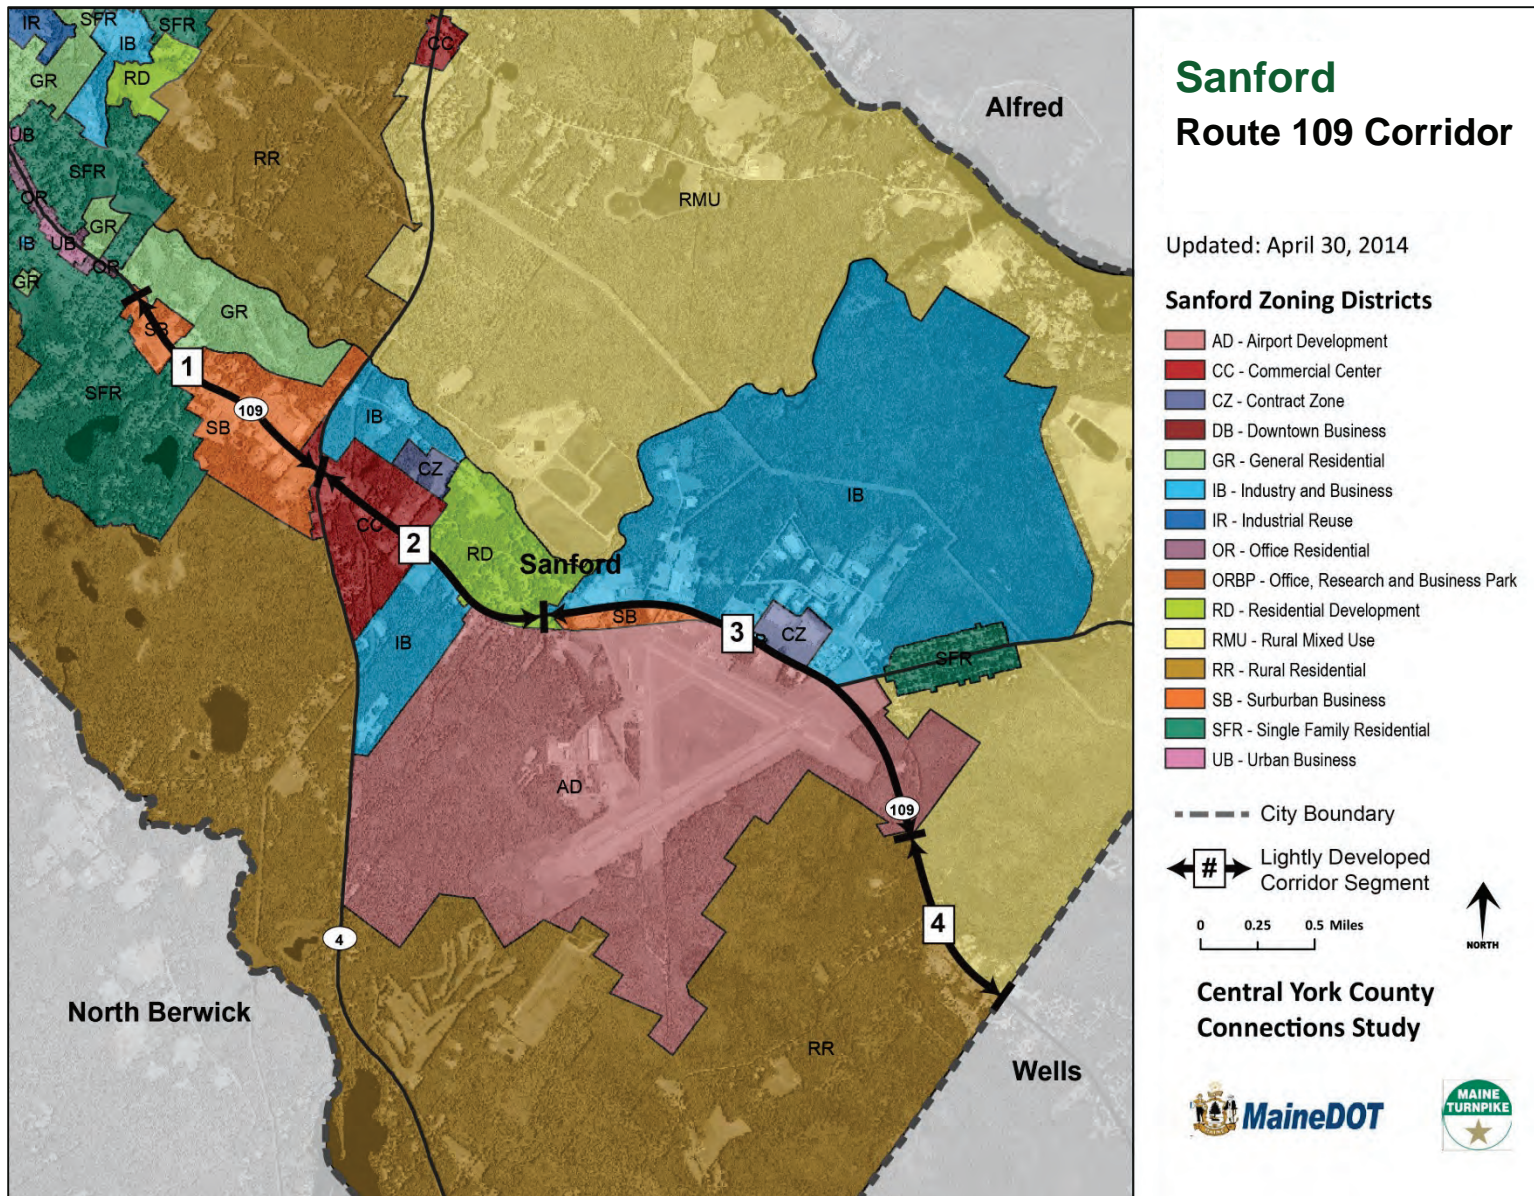 IR
SFR
SFR
IB
GR
RD
CC
Alfred
UB
SFR
RR
RMU
OR
GR
IB
UB
OR
GR
GR
SB
1
SFR
109
SB
IB
CZ
CC
2
RD
Sanford
IB
SB
3
CZ
SFR
IB
AD
109
4
4
North Berwick
RR
Wells
Sanford
Route 109 Corridor
Updated: April 30, 2014
Sanford Zoning Districts
AD - Airport Development
CC - Commercial Center
CZ - Contract Zone
DB - Downtown Business
GR - General Residential
IB - Industry and Business
IR - Industrial Reuse
OR - Office Residential
ORBP - Office, Research and Business Park
RD - Residential Development
RMU - Rural Mixed Use
RR - Rural Residential
SB - Surburban Business
SFR - Single Family Residential
UB - Urban Business
City Boundary
# Lightly Developed
Corridor Segment
0 0.25 0.5 Miles
NORTH
Central York County
Connections Study
MaineDOT
MAINE
TURNPIKE